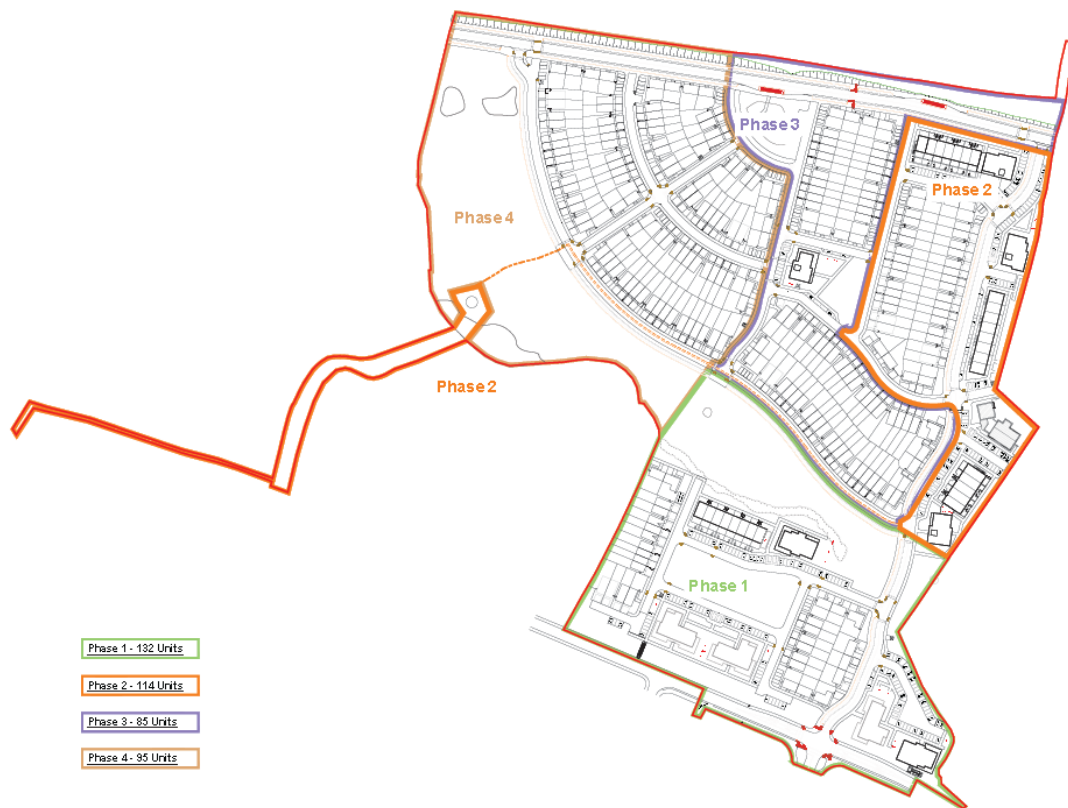 Phase 3
Phase 2
Phase 4
Phase 2
Phase 1
Phase 1 - 132 Units
Phase 2 - 114 Units
Phase 3 - 85 Units
Phase 4 - 95 Units